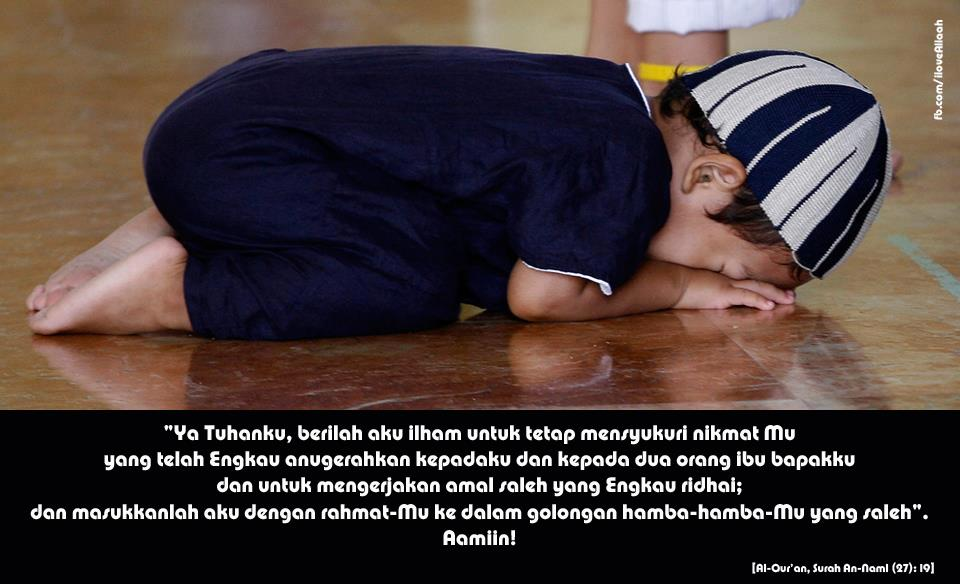 fb.com/IloveAllaah
"Ya Tuhanku, berilah aku ilham untuk tetap mensyukuri nikmat Mu
yang telah Engkau anugerahkan kepadaku dan kepada dua orang ibu bapakku
dan untuk mengerjakan amal saleh yang Engkau ridhai;
dan masukkanlah aku dengan rahmat-Mu ke dalam golongan hamba-hamba-Mu yang saleh".
Aamiin!
[Al-Qur'an, Surah An-Naml (27): 19]